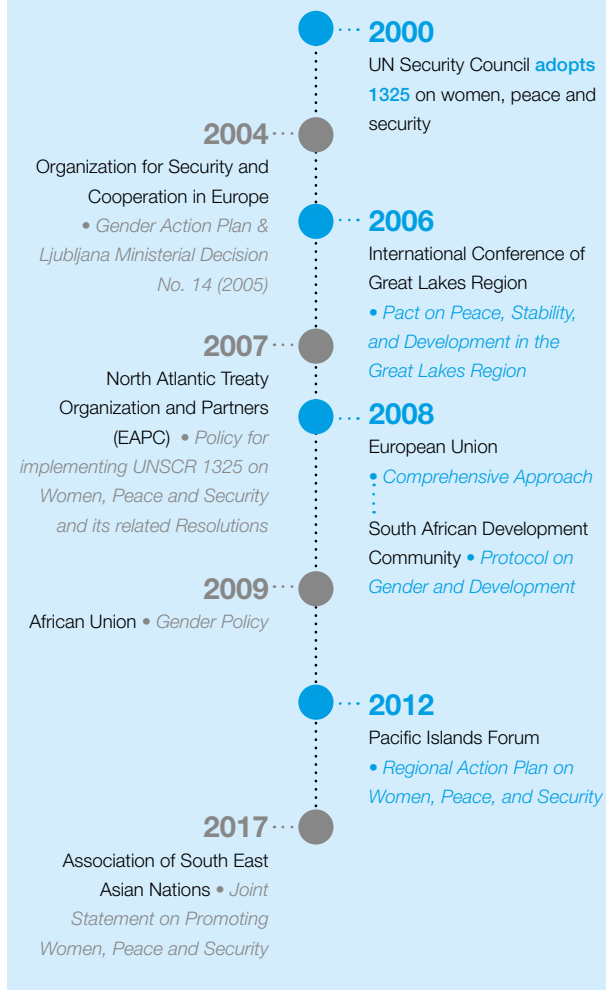 2000
UN Security Council adopts
1325 on women, peace and
security
2004
Organization for Security and
Cooperation in Europe
• Gender Action Plan &
Ljubljana Ministerial Decision
No. 14 (2005)
2006
International Conference of
Great Lakes Region
• Pact on Peace, Stability,
and Development in the
Great Lakes Region
2007
North Atlantic Treaty
Organization and Partners
(EAPC) • Policy for
implementing UNSCR 1325 on
Women, Peace and Security
and its related Resolutions
2008
European Union
• Comprehensive Approach
South African Development
Community • Protocol on
Gender and Development
2009
African Union • Gender Policy
2012
Pacific Islands Forum
• Regional Action Plan on
Women, Peace, and Security
2017
Association of South East
Asian Nations • Joint
Statement on Promoting
Women, Peace and Security